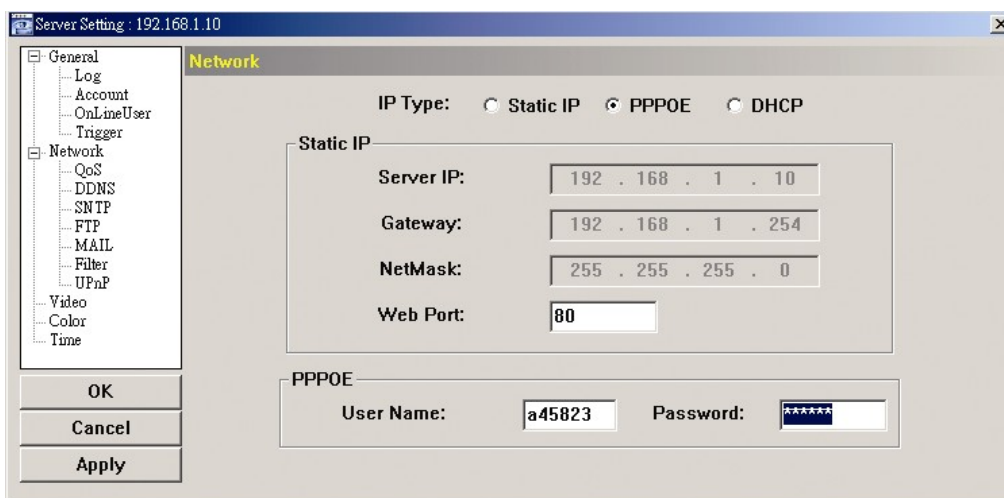 Server Setting : 192.168.1.10
General
Log
Account
OnLineUser
Trigger
Network
QoS
DDNS
SNTP
FTP
MAIL
Filter
UPnP
Video
Color
Time
OK
Cancel
Apply
Network
IP Type: Static IP PPPOE DHCP
Static IP
Server IP: 192 . 168 . 1 . 10
Gateway: 192 . 168 . 1 . 254
NetMask: 255 . 255 . 255 . 0
Web Port: 80
PPPOE
User Name: a45823 Password: ******